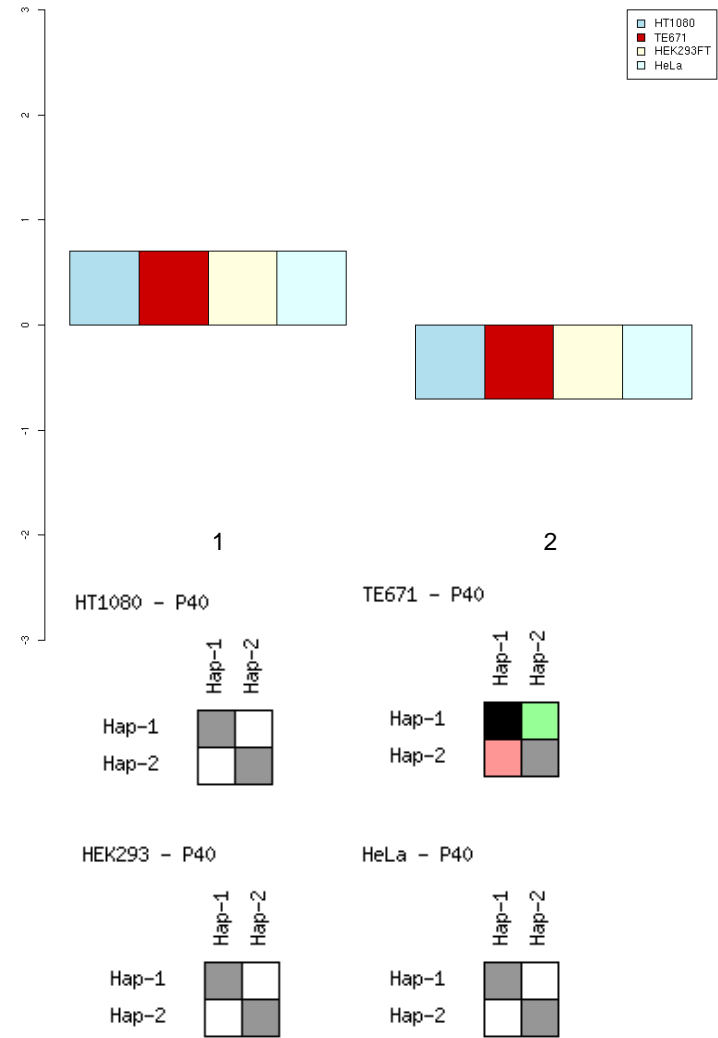 3
2
1
0
-1
-2
-3
HT1080
TE671
HEK293FT
HeLa
1
2
HT1080 - P40
Hap-1
Hap-2
Hap-1
Hap-2
TE671 - P40
Hap-1
Hap-2
Hap-1
Hap-2
HEK293 - P40
Hap-1
Hap-2
Hap-1
Hap-2
HeLa - P40
Hap-1
Hap-2
Hap-1
Hap-2